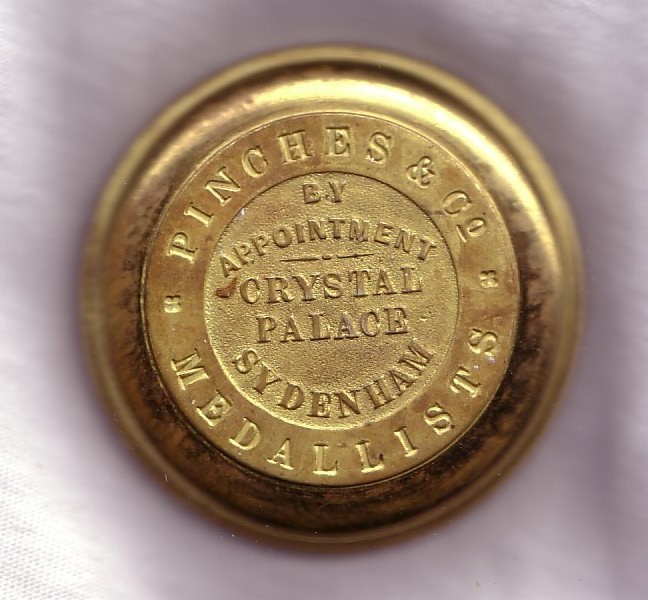 PINCHES & Cº
BY
APPOINTMENT
CRYSTAL
PALACE
SYDENHAM
MEDALLISTS